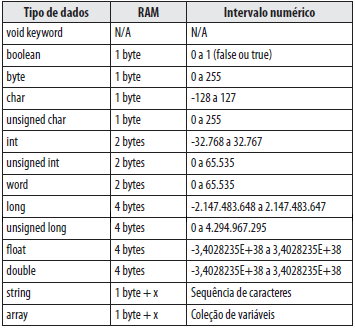 Tipo de dados RAM Intervalo numérico
void keyword N/A N/A
boolean 1 byte 0 a 1 (false ou true)
byte 1 byte 0 a 255
char 1 byte -128 a 127
unsigned char 1 byte 0 a 255
int 2 bytes -32.768 a 32.767
unsigned int 2 bytes 0 a 65.535
word 2 bytes 0 a 65.535
long 4 bytes -2.147.483.648 a 2.147.483.647
unsigned long 4 bytes 0 a 4.294.967.295
float 4 bytes -3,4028235E+38 a 3,4028235E+38
double 4 bytes -3,4028235E+38 a 3,4028235E+38
string 1 byte + x Sequência de caracteres
array 1 byte + x Coleção de variáveis